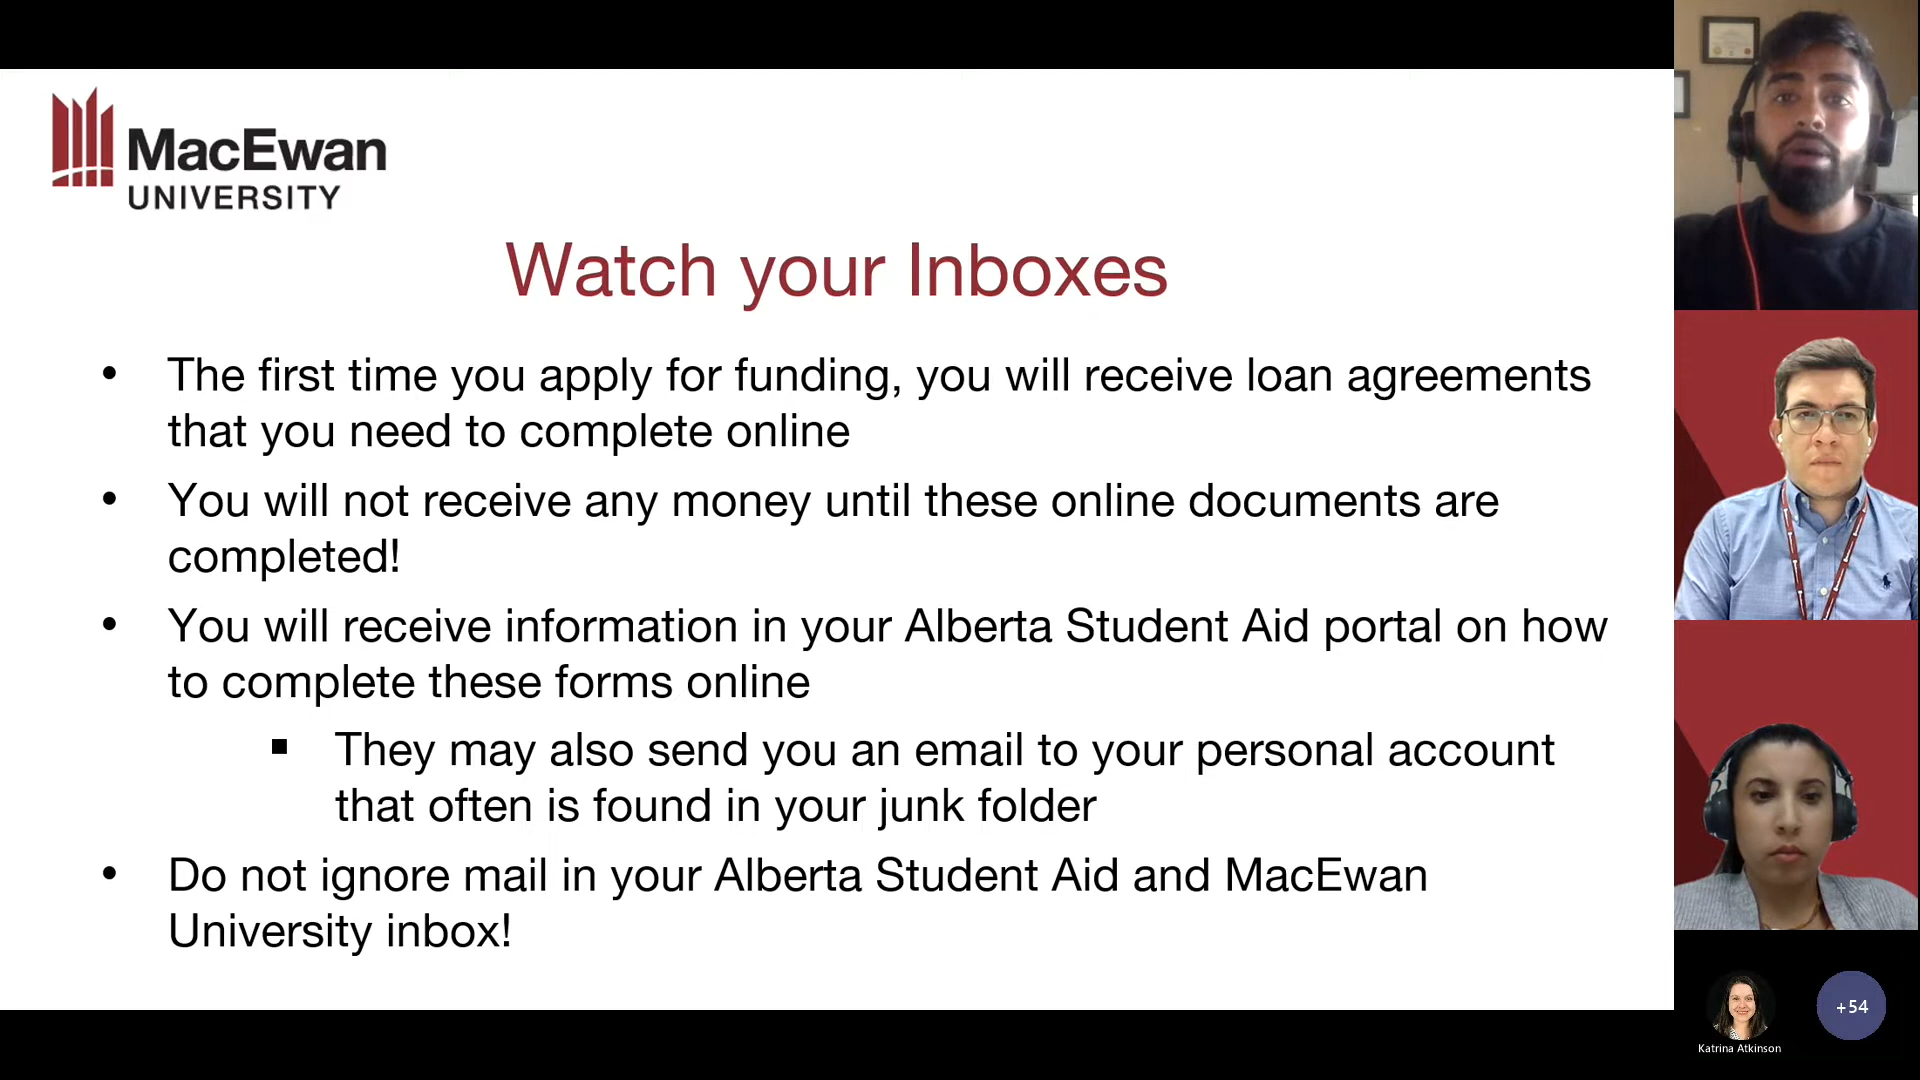 MacEwan
UNIVERSITY
Watch your Inboxes
• The first time you apply for funding, you will receive loan agreements
that you need to complete online
• You will not receive any money until these online documents are
completed!
• You will receive information in your Alberta Student Aid portal on how
to complete these forms online
▪ They may also send you an email to your personal account
that often is found in your junk folder
• Do not ignore mail in your Alberta Student Aid and MacEwan
University inbox!
+54
Katrina Atkinson